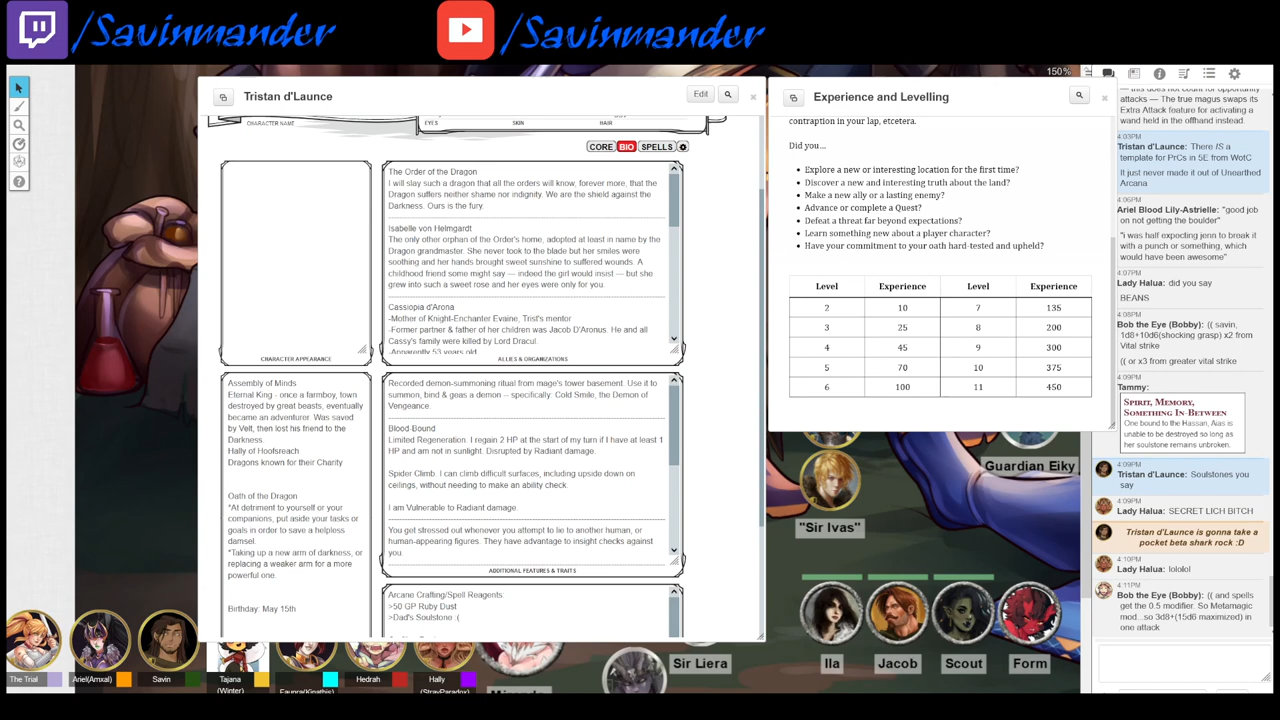 /Savinmander
/Savinmander
150%
Tristan d'Launce
Edit
CHARACTER NAME
EYES
SKIN
HAIR
CORE
BIO
SPELLS
CHARACTER APPEARANCE
The Order of the Dragon
I will slay such a dragon that all the orders will know, forever more, that the
Dragon suffers neither shame nor indignity. We are the shield against the
Darkness. Ours is the fury.
Isabelle von Helmgardt
The only other orphan of the Order's home, adopted at least in name by the
Dragon grandmaster. She never took to the blade but her smiles were
soothing and her hands brought sweet sunshine to suffered wounds. A
childhood friend some might say — indeed the girl would insist — but she
grew into such a sweet rose and her eyes were only for you.
Cassiopia d'Arona
-Mother of Knight-Enchanter Evaine, Trist's mentor
-Former partner & father of her children was Jacob D'Aronus. He and all
Cassy's family were killed by Lord Dracul.
-Apparently 53 years old
ALLIES & ORGANIZATIONS
Assembly of Minds
Eternal King - once a farmboy, town
destroyed by great beasts, eventually
became an adventurer. Was saved
by Velt, then lost his friend to the
Darkness.
Hally of Hoofsreach
Dragons known for their Charity
Oath of the Dragon
*At detriment to yourself or your
companions, put aside your tasks or
goals in order to save a helpless
damsel.
*Taking up a new arm of darkness, or
replacing a weaker arm for a more
powerful one.
Birthday: May 15th
Recorded demon-summoning ritual from mage's tower basement. Use it to
summon, bind & geas a demon -- specifically. Cold Smile, the Demon of
Vengeance.
Blood-Bound
Limited Regeneration. I regain 2 HP at the start of my turn if I have at least 1
HP and am not in sunlight. Disrupted by Radiant damage.
Spider Climb. I can climb difficult surfaces, including upside down on
ceilings, without needing to make an ability check.
I am Vulnerable to Radiant damage.
You get stressed out whenever you attempt to lie to another human, or
human-appearing figures. They have advantage to insight checks against
you.
ADDITIONAL FEATURES & TRAITS
Arcane Crafting/Spell Reagents:
>50 GP Ruby Dust
>Dad's Soulstone :(
Experience and Levelling
contraption in your lap, etcetera.
Did you...
• Explore a new or interesting location for the first time?
• Discover a new and interesting truth about the land?
• Make a new ally or a lasting enemy?
• Advance or complete a Quest?
• Defeat a threat far beyond expectations?
• Learn something new about a player character?
• Have your commitment to your oath hard-tested and upheld?
Level Experience Level Experience
2 10 7 135
3 25 8 200
4 45 9 300
5 70 10 375
6 100 11 450
— this does not count for opportunity
attacks — The true magus swaps its
Extra Attack feature for activating a
wand held in the offhand instead.
4:03PM
Tristan d'Launce: There IS a
template for PrCs in 5E from WotC
It just never made it out of Unearthed
Arcana
4:06PM
Ariel Blood Lily-Astrielle: "good job
on not getting the boulder"
"i was half expecting jenn to break it
with a punch or something, which
would have been awesome"
4:07PM
Lady Halua: did you say
BEANS
4:08PM
Bob the Eye (Bobby): (( savin,
1d8+10d6(shocking grasp) x2 from
Vital strike
(( or x3 from greater vital strike
4:09PM
Tammy:
Spirit, Memory,
Something In-Between
One bound to the Hassan, Aias is
unable to be destroyed so long as
her soulstone remains unbroken.
4:09PM
Tristan d'Launce: Soulstones you
say
4:09PM
Lady Halua: SECRET LICH BITCH
Tristan d'Launce is gonna take a
pocket beta shark rock :D
4:10PM
Lady Halua: lololol
4:11PM
Bob the Eye (Bobby): (( and spells
get the 0.5 modifier. So Metamagic
mod...so 3d8+(15d6 maximized) in
one attack
Guardian Eiky
"Sir Ivas"
Ila
Jacob
Scout
Form
Sir Liera
The Trial
Ariel(Amxal)
Savin
Tajana
(Winter)
Hedrah
Hally
(StrayParadox)